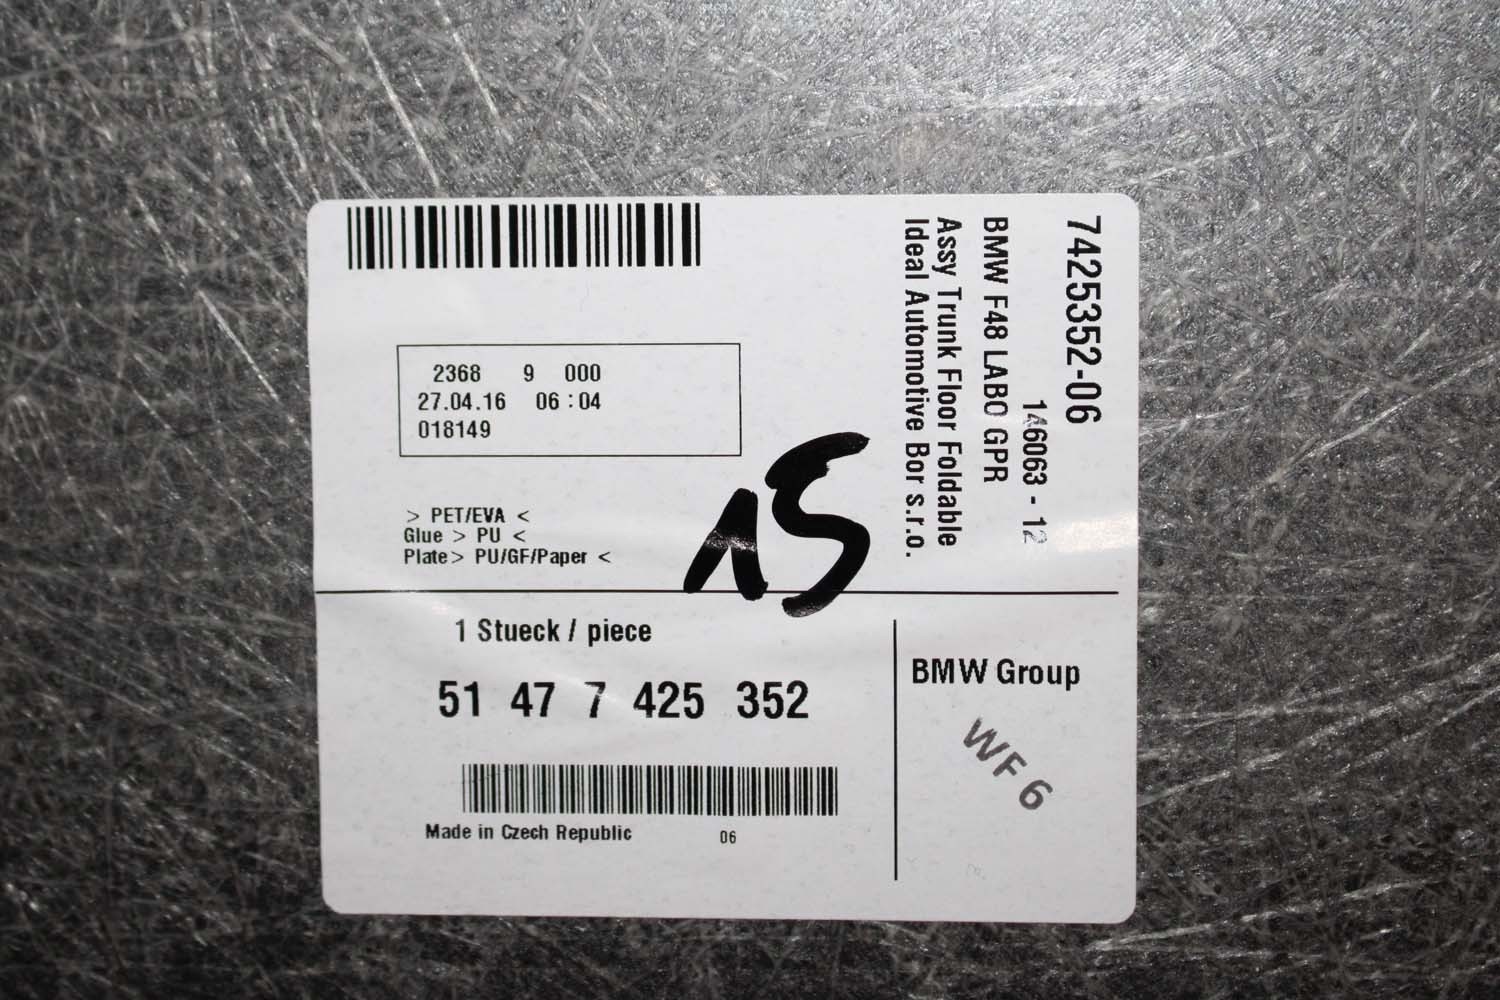 7425352-06
146063 - 12
BMW F48 LABO GPR
Assy Trunk Floor Foldable
Ideal Automotive Bor s.r.o.
2368 9 000
27.04.16 06:04
018149
> PET/EVA <
Glue > PU <
Plate > PU/GF/Paper <
15
1 Stueck / piece
51 47 7 425 352
Made in Czech Republic 06
BMW Group
WF 6